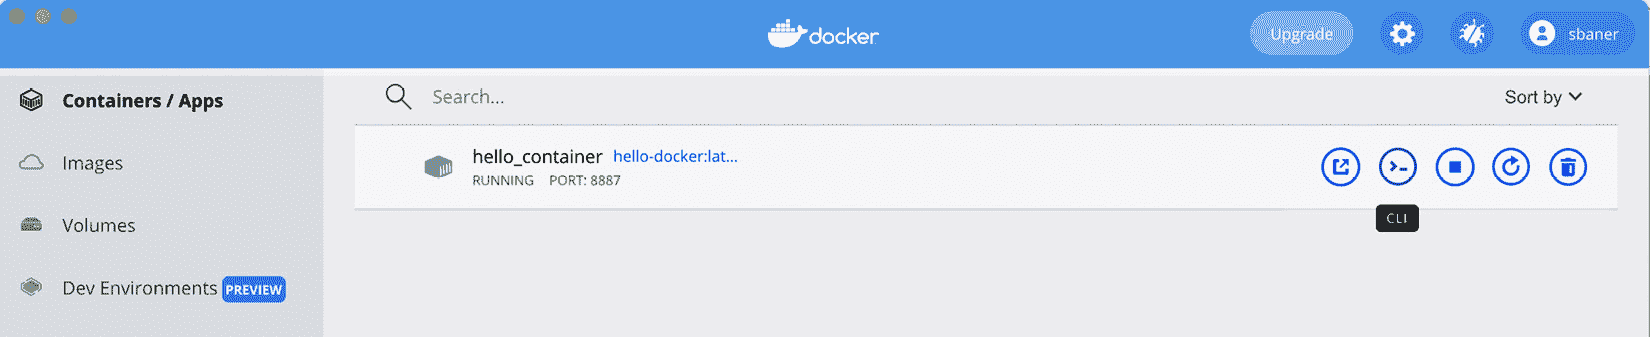 docker
Upgrade
sbaner
Containers / Apps
Images
Volumes
Dev Environments PREVIEW
Search...
Sort by
hello_container hello-docker:lat...
RUNNING PORT: 8887
CLI